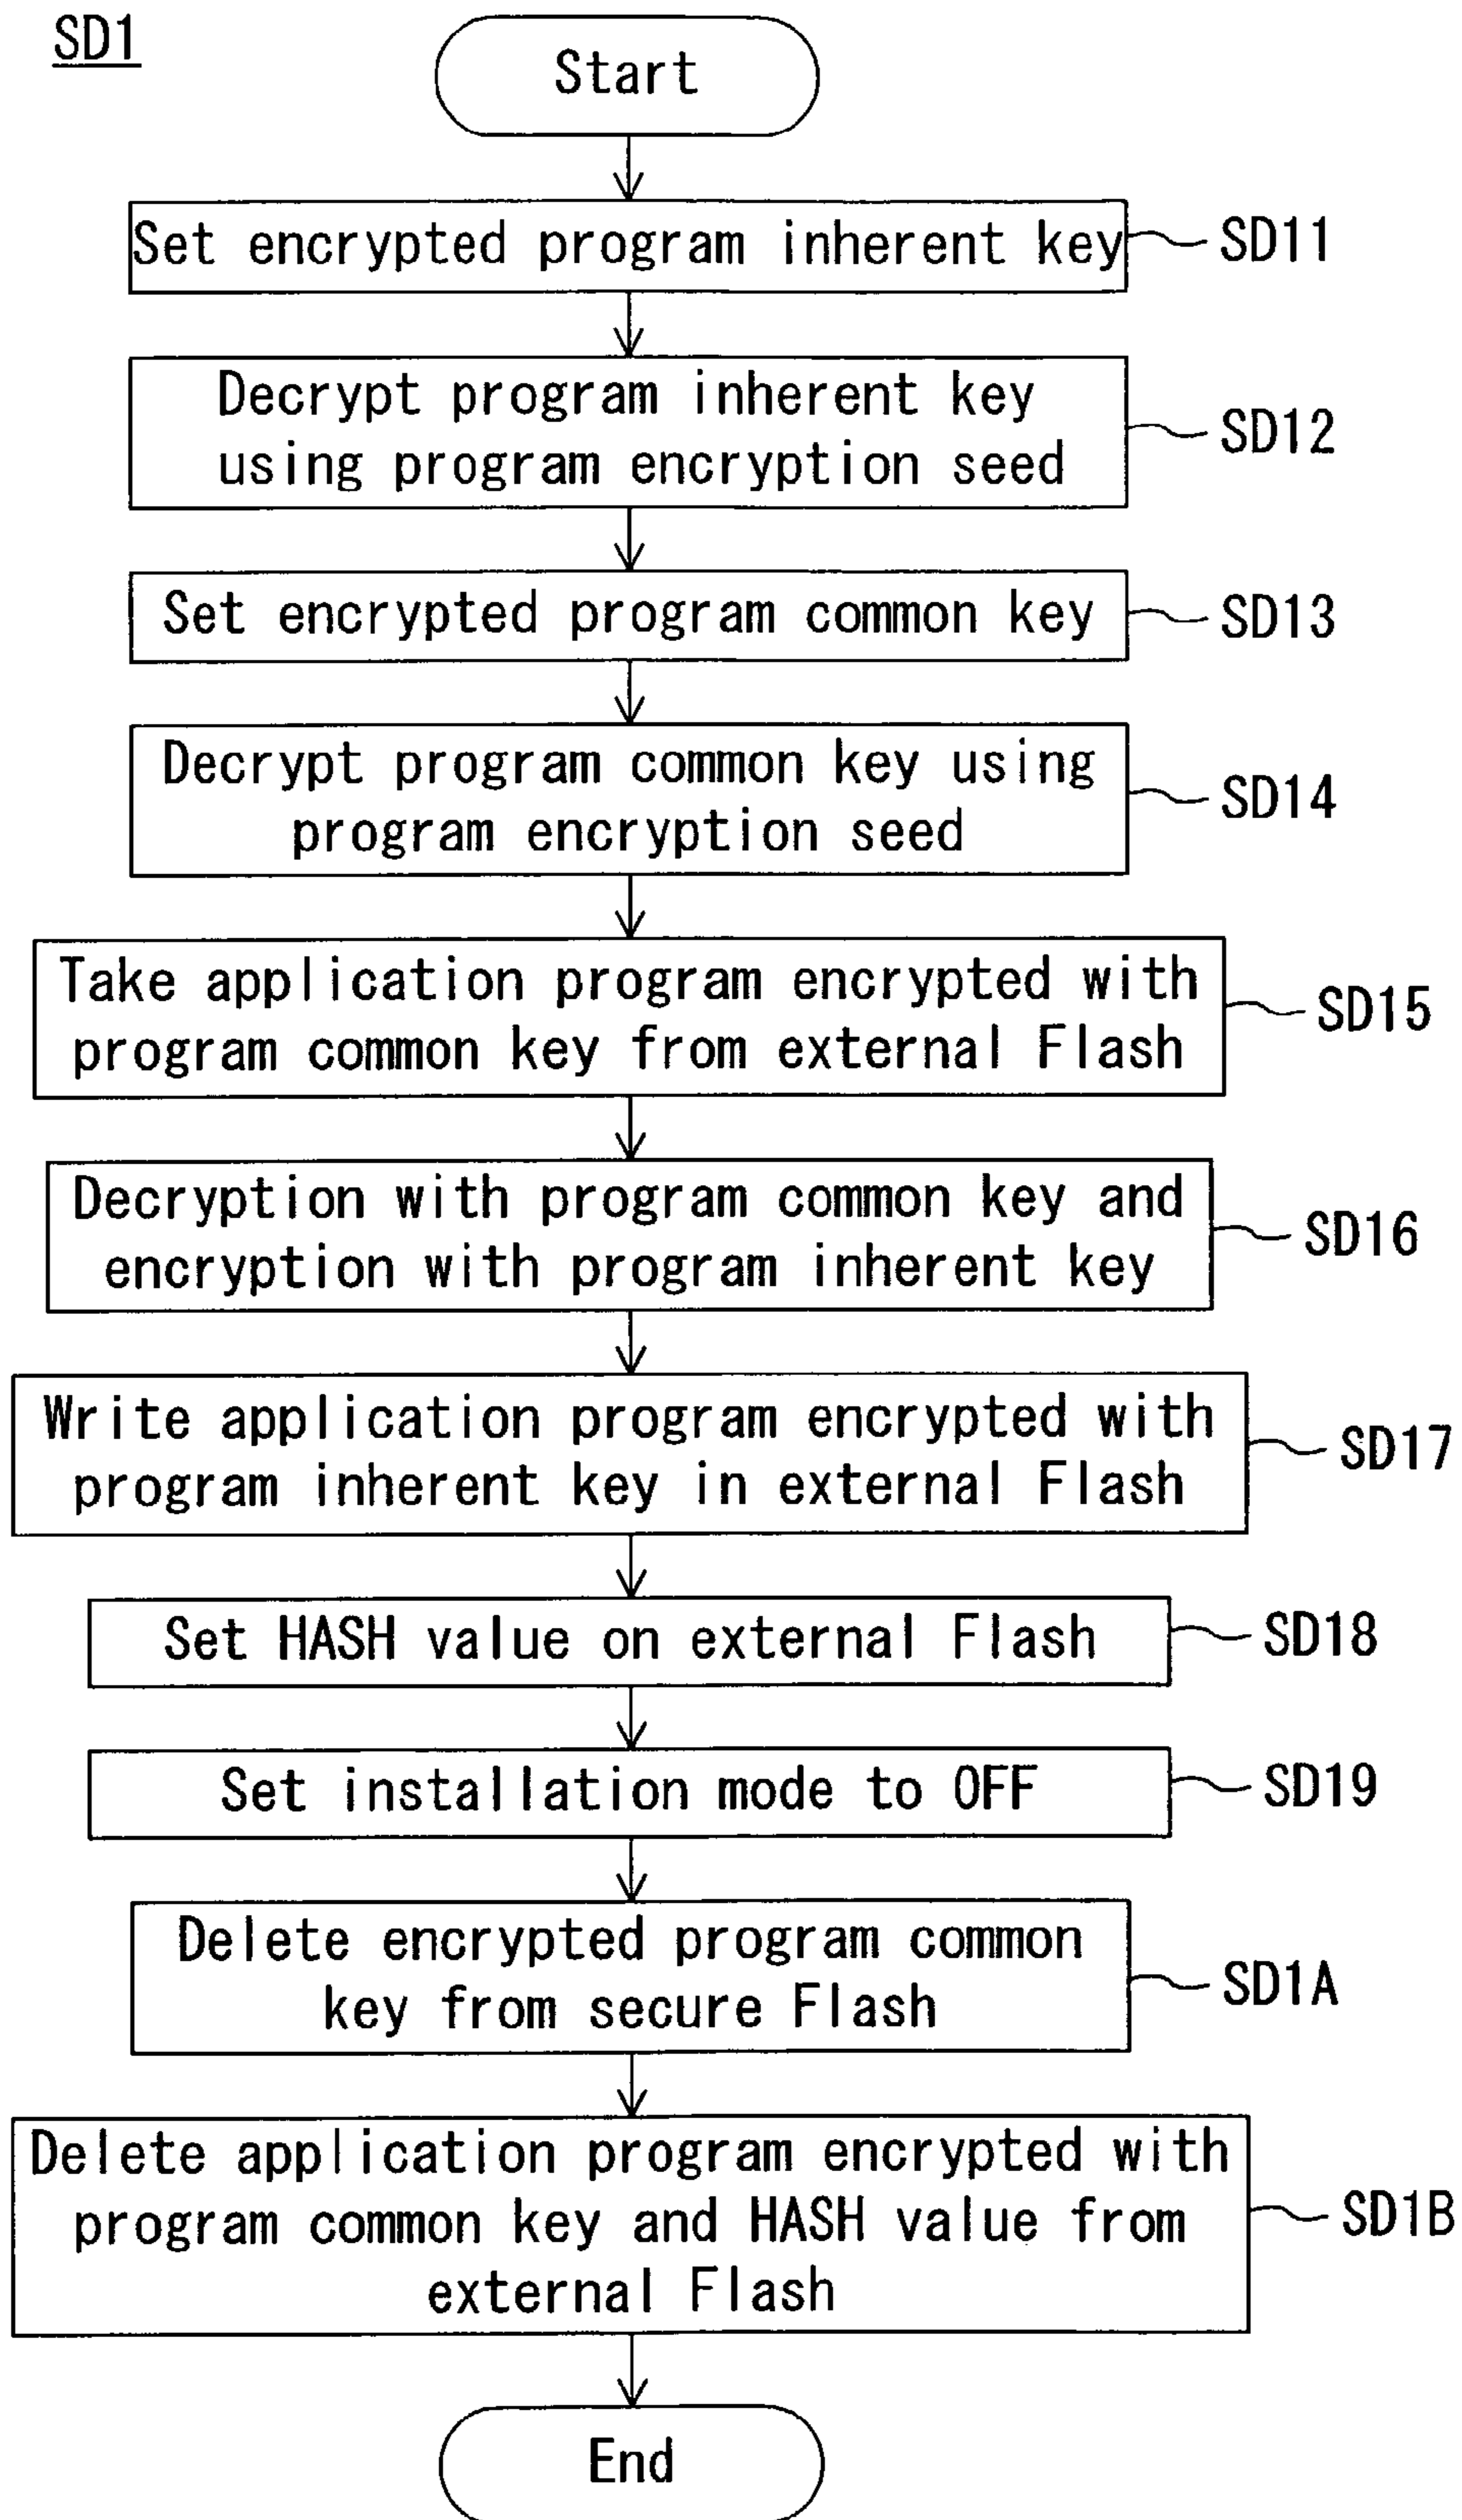 SD1
Start
Set encrypted program inherent key
SD11
Decrypt program inherent key
using program encryption seed
SD12
Set encrypted program common key
SD13
Decrypt program common key using
program encryption seed
SD14
Take application program encrypted with
program common key from external Flash
SD15
Decryption with program common key and
encryption with program inherent key
SD16
Write application program encrypted with
program inherent key in external Flash
SD17
Set HASH value on external Flash
SD18
Set installation mode to OFF
SD19
Delete encrypted program common
key from secure Flash
SD1A
Delete application program encrypted with
program common key and HASH value from
external Flash
SD1B
End